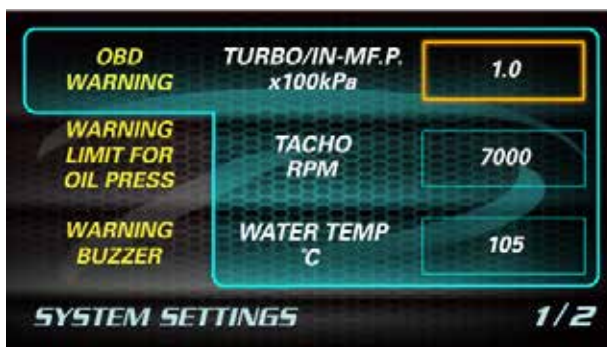 OBD
WARNING
TURBO/IN-MF.P.
x100kPa
1.0
WARNING
LIMIT FOR
OIL PRESS
TACHO
RPM
7000
WARNING
BUZZER
WATER TEMP
℃
105
SYSTEM SETTINGS
1/2